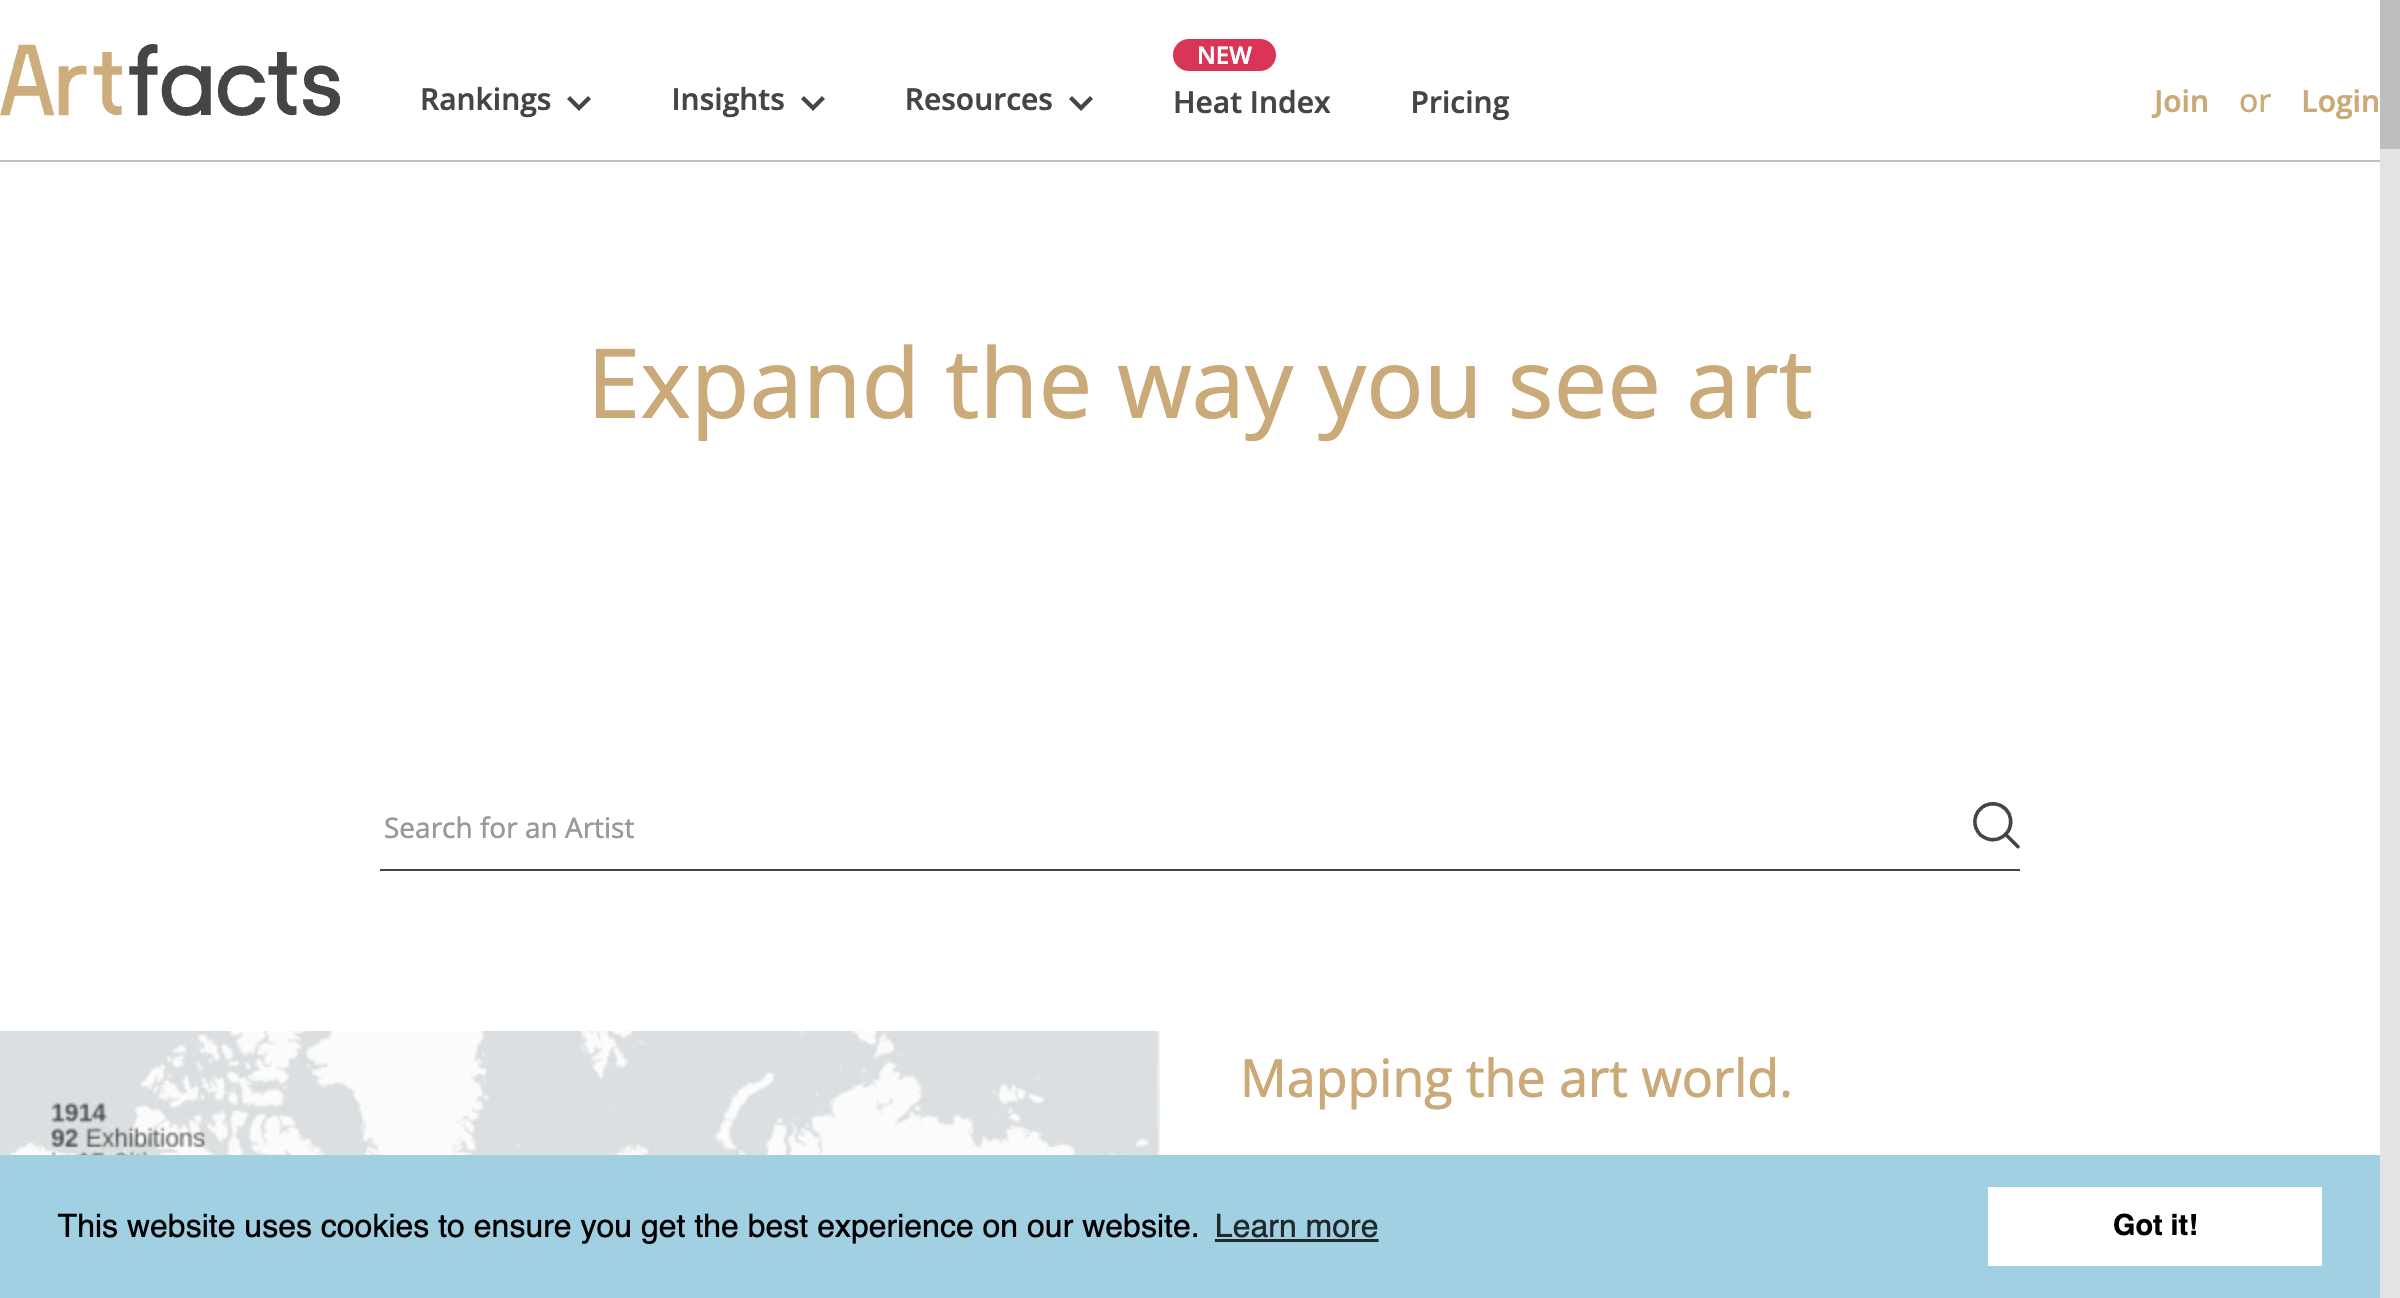 Artfacts
Rankings
Insights
Resources
NEW
Heat Index
Pricing
Join or Login
Expand the way you see art
Search for an Artist
1914
92 Exhibitions
Mapping the art world.
This website uses cookies to ensure you get the best experience on our website. Learn more
Got it!